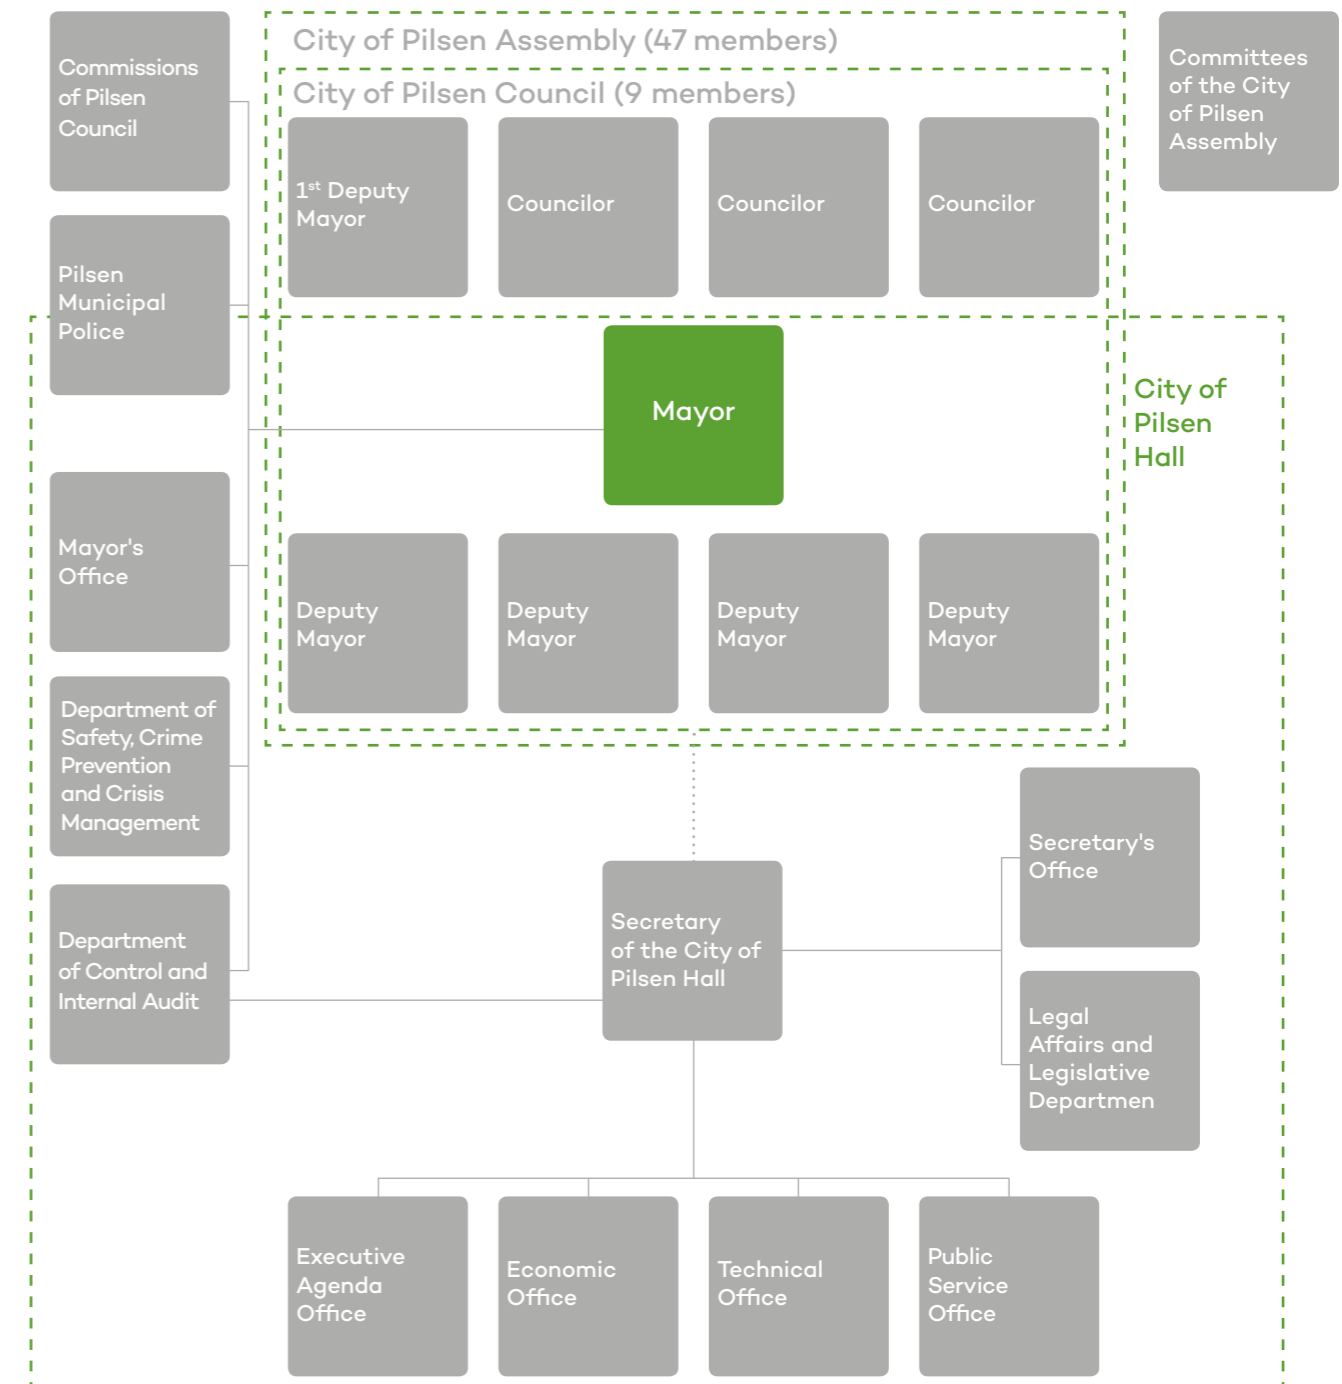 City of Pilsen Assembly (47 members)
City of Pilsen Council (9 members)
Commissions
of Pilsen
Council
Committees
of the City
of Pilsen
Assembly
1st Deputy
Mayor
Councilor
Councilor
Councilor
Pilsen
Municipal
Police
Mayor
City of
Pilsen
Hall
Mayor's
Office
Deputy
Mayor
Deputy
Mayor
Deputy
Mayor
Deputy
Mayor
Department of
Safety, Crime
Prevention
and Crisis
Management
Secretary's
Office
Department
of Control and
Internal Audit
Secretary
of the City of
Pilsen Hall
Legal
Affairs and
Legislative
Departmen
Executive
Agenda
Office
Economic
Office
Technical
Office
Public
Service
Office